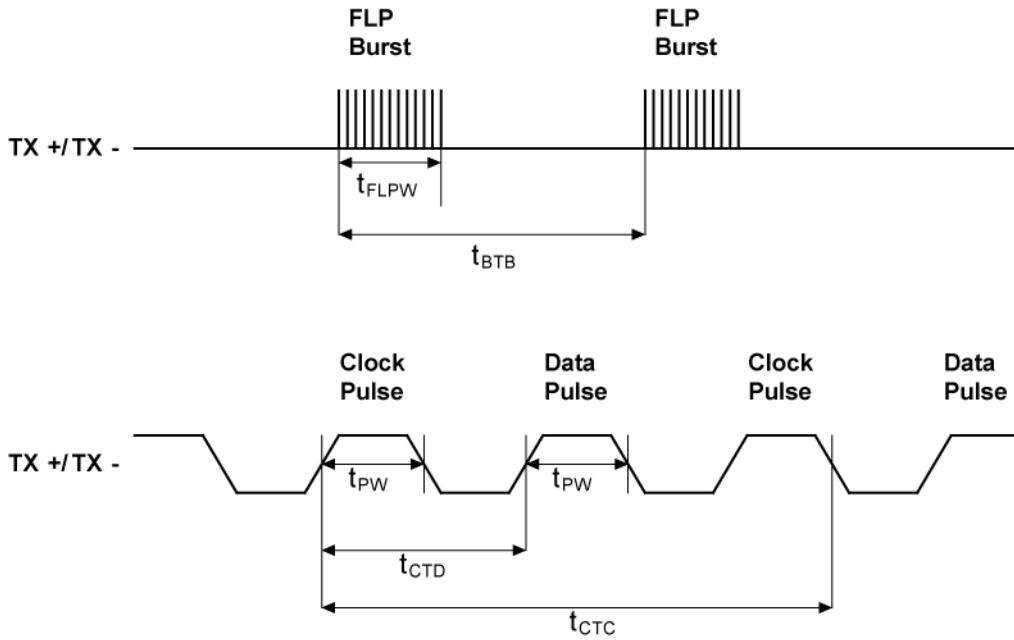 FLP
Burst
FLP
Burst
TX +/TX -
tFLPW
tBTB
Clock
Pulse
Data
Pulse
Clock
Pulse
Data
Pulse
TX +/TX -
tPW
tPW
tCTD
tCTC